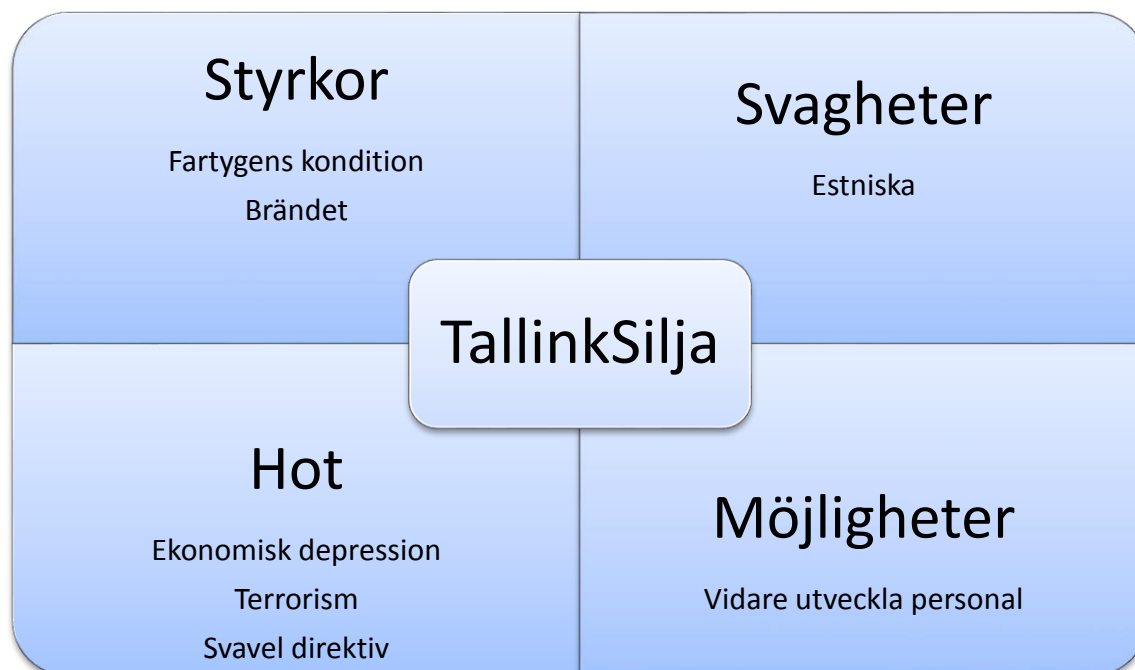 Styrkor
Fartygens kondition
Brändet
Svagheter
Estniska
TallinkSilja
Hot
Ekonomisk depression
Terrorism
Svavel direktiv
Möjligheter
Vidare utveckla personal